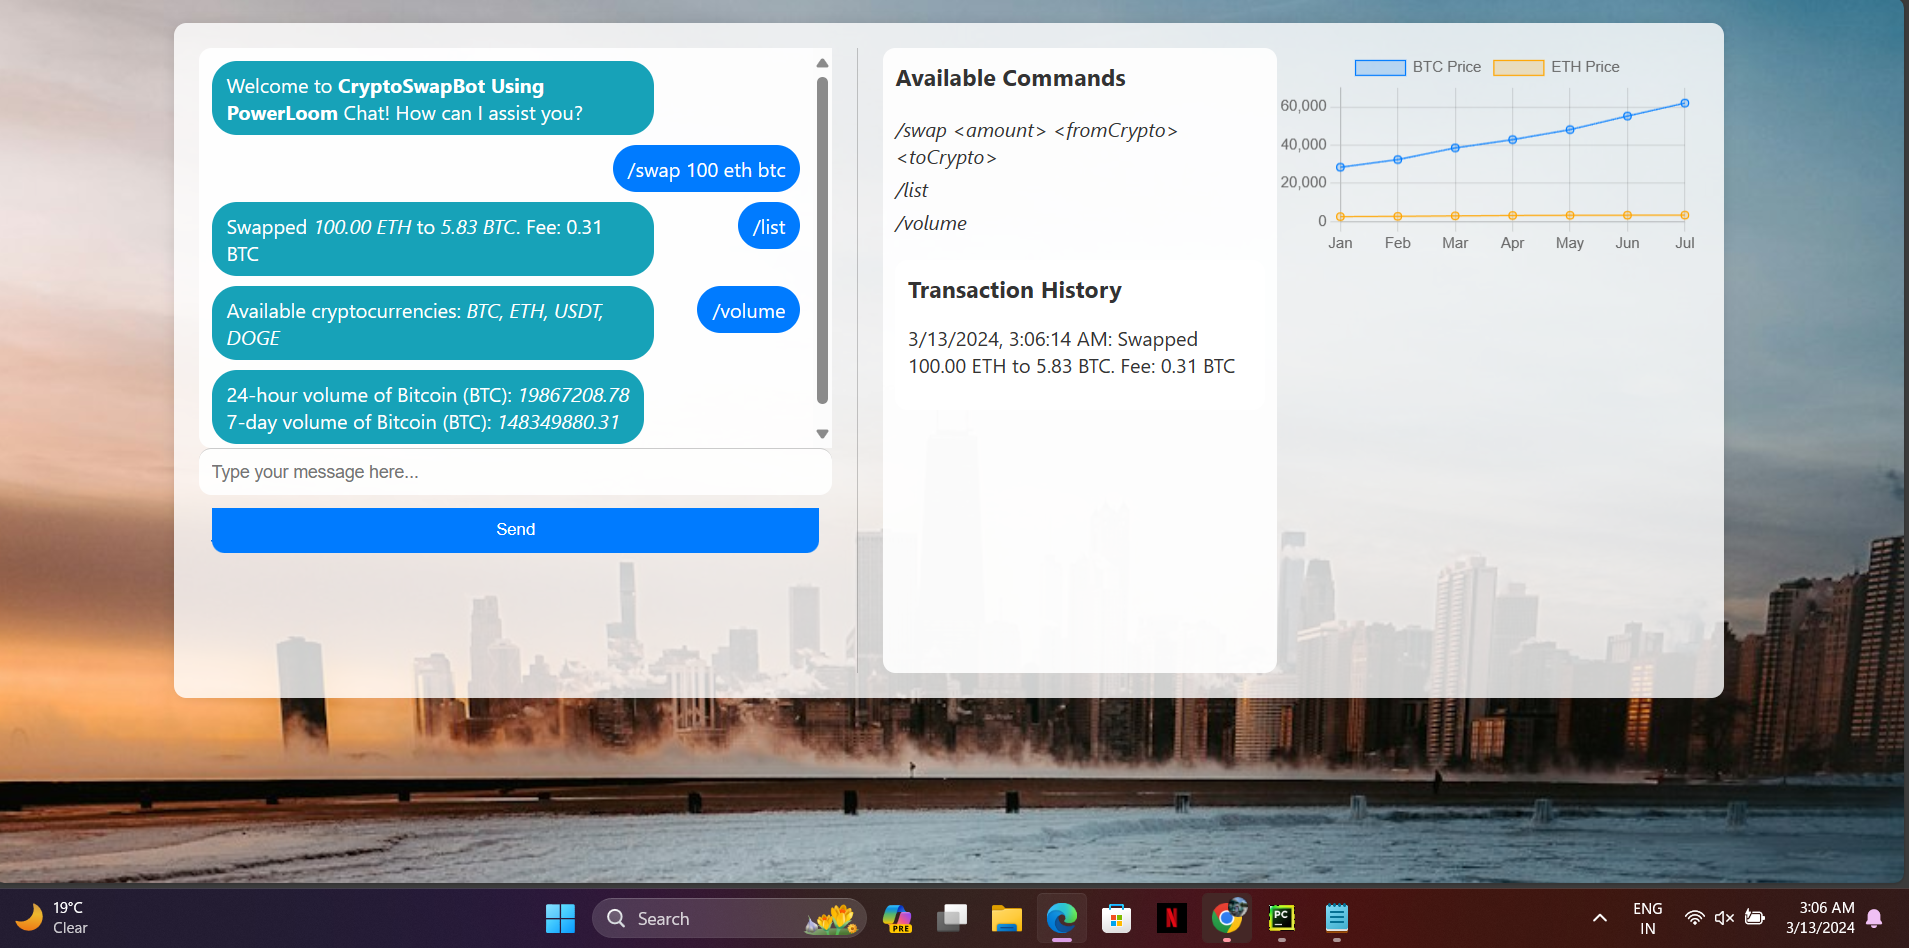 Welcome to CryptoSwapBot Using
PowerLoom Chat! How can I assist you?
/swap 100 eth btc
Swapped 100.00 ETH to 5.83 BTC. Fee: 0.31
BTC
/list
Available cryptocurrencies: BTC, ETH, USDT,
DOGE
/volume
24-hour volume of Bitcoin (BTC): 19867208.78
7-day volume of Bitcoin (BTC): 148349880.31
Type your message here...
Send
Available Commands
/swap <amount> <fromCrypto>
<toCrypto>
/list
/volume
Transaction History
3/13/2024, 3:06:14 AM: Swapped
100.00 ETH to 5.83 BTC. Fee: 0.31 BTC
BTC Price ETH Price
60,000
40,000
20,000
0
Jan Feb Mar Apr May Jun Jul
19°C
Clear
Search
PRE
N
PC
ENG
IN
3:06 AM
3/13/2024